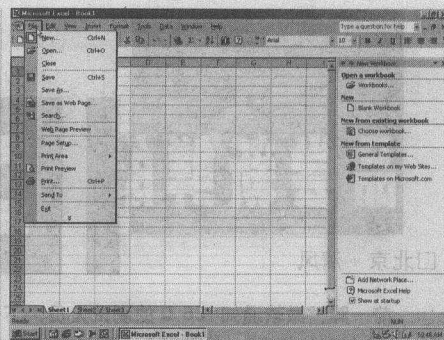 Microsoft Excel - Book1
File Edit View Insert Format Tools Data Window Help
Type a question for help
Arial
10
B I U
New... Ctrl+N
Open... Ctrl+O
Close
Save Ctrl+S
Save As...
Save as Web Page...
Search...
Web Page Preview
Page Setup...
Print Area
Print Preview
Print... Ctrl+P
Send To
Exit
D E F G H
New Workbook
Open a workbook
Workbooks...
New
Blank Workbook
New from existing workbook
Choose workbook...
New from template
General Templates...
Templates on my Web Sites...
Templates on Microsoft.com
Add Network Place...
Microsoft Excel Help
Show at startup
Sheet1 Sheet2 Sheet3
NUM
Start
Microsoft Excel - Book1